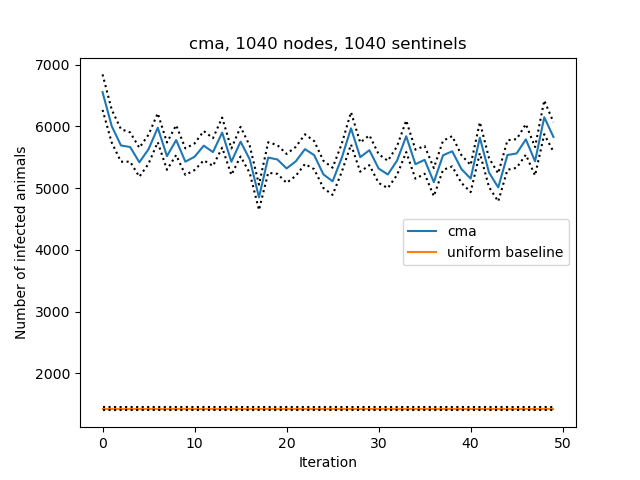 cma, 1040 nodes, 1040 sentinels
7000
6000
5000
4000
3000
2000
Number of infected animals
cma
uniform baseline
0
10
20
30
40
50
Iteration